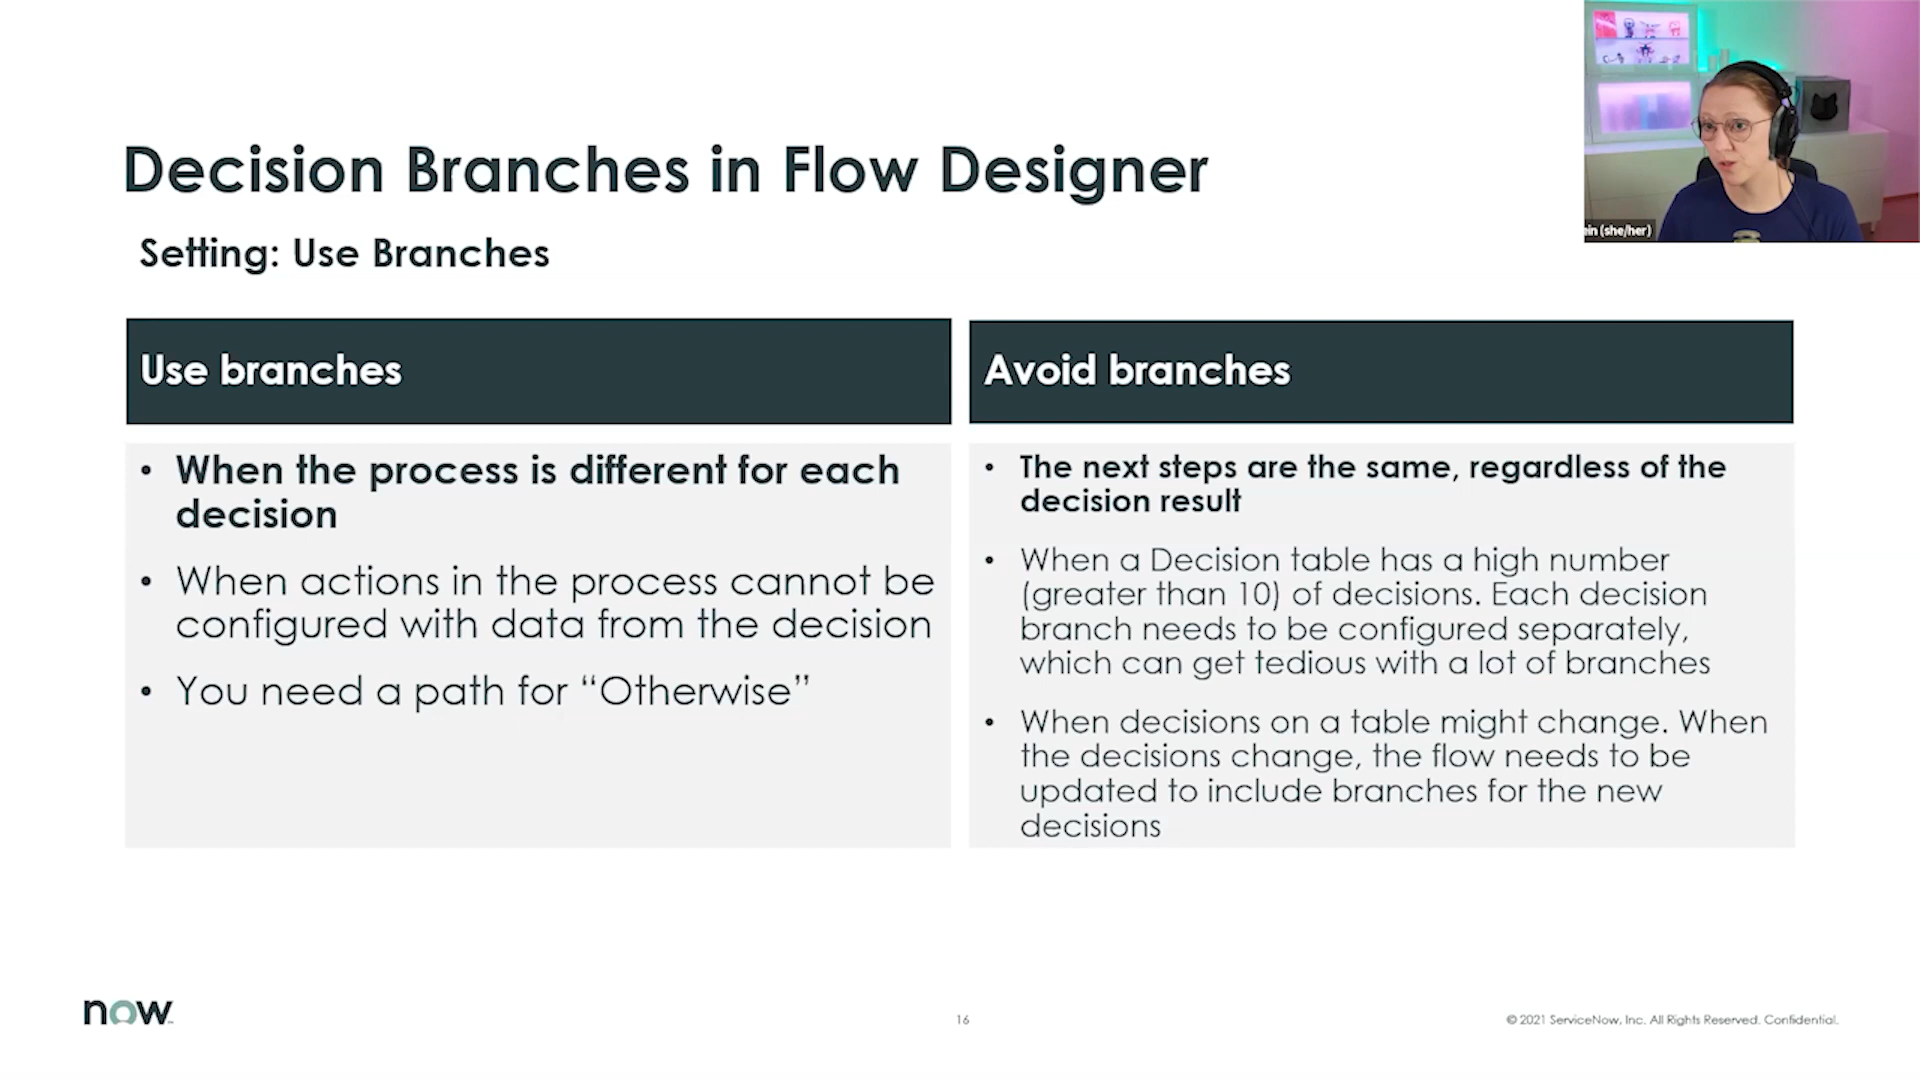 Decision Branches in Flow Designer
Setting: Use Branches
Use branches
• When the process is different for each
decision
• When actions in the process cannot be
configured with data from the decision
• You need a path for “Otherwise”
Avoid branches
• The next steps are the same, regardless of the
decision result
• When a Decision table has a high number
(greater than 10) of decisions. Each decision
branch needs to be configured separately,
which can get tedious with a lot of branches
• When decisions on a table might change. When
the decisions change, the flow needs to be
updated to include branches for the new
decisions
(she/her)
now
16
© 2021 ServiceNow, Inc. All Rights Reserved. Confidential.